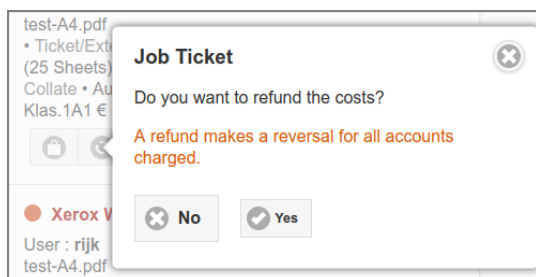 test-A4.pdf
• Ticket/Exte
(25 Sheets)
Collate • Au
Klas.1A1 €
Job Ticket
Do you want to refund the costs?
A refund makes a reversal for all accounts
charged.
No
Yes
Xerox W
User : rijk
test-A4.pdf